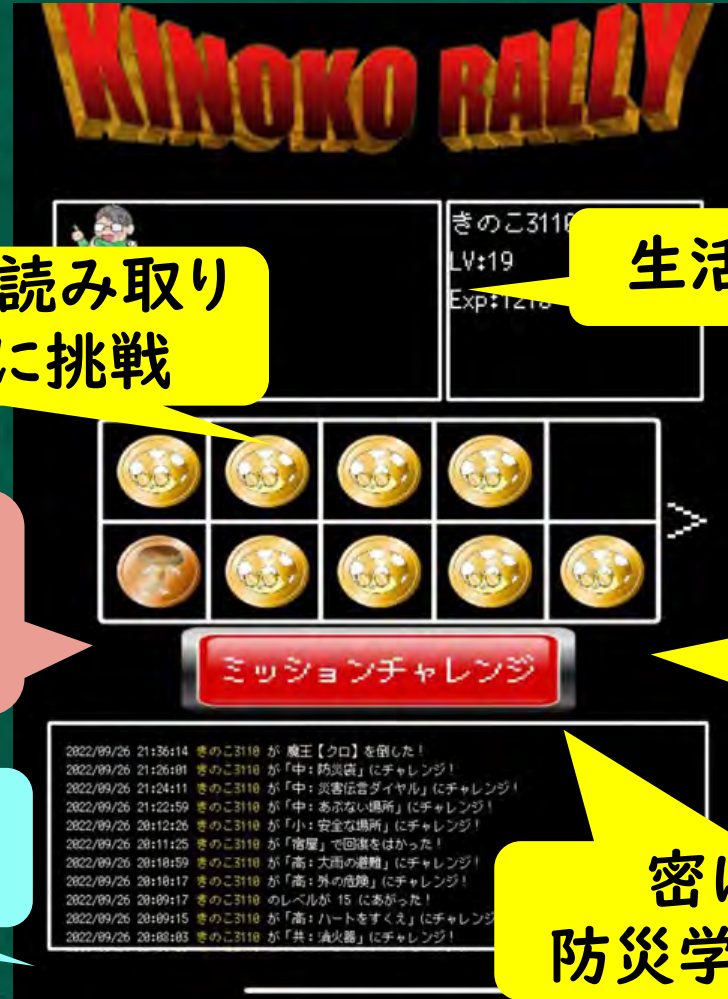 KINOKO RALLY
きのこ3110
LV:19
Exp:1218
読み取り
に挑戦
生活
>
ミッションチャレンジ
2022/09/26 21:36:14 きのこ3110 が 魔王【クロ】を倒した!
2022/09/26 21:26:01 きのこ3110 が「中:防災袋」にチャレンジ!
2022/09/26 21:24:11 きのこ3110 が「中:災害伝言ダイヤル」にチャレンジ!
2022/09/26 21:22:59 きのこ3110 が「中:あぶない場所」にチャレンジ!
2022/09/26 20:12:26 きのこ3110 が「小:安全な場所」にチャレンジ!
2022/09/26 20:11:25 きのこ3110 が「宿屋」で回復をはかった!
2022/09/26 20:10:59 きのこ3110 が「高:大雨の避難」にチャレンジ!
2022/09/26 20:10:17 きのこ3110 が「高:外の危険」にチャレンジ!
2022/09/26 20:09:17 きのこ3110 のレベルが 15 にあがった!
2022/09/26 20:09:15 きのこ3110 が「高:ハートをすくえ」にチャレンジ
2022/09/26 20:08:03 きのこ3110 が「共:消火器」にチャレンジ!
密に
防災学